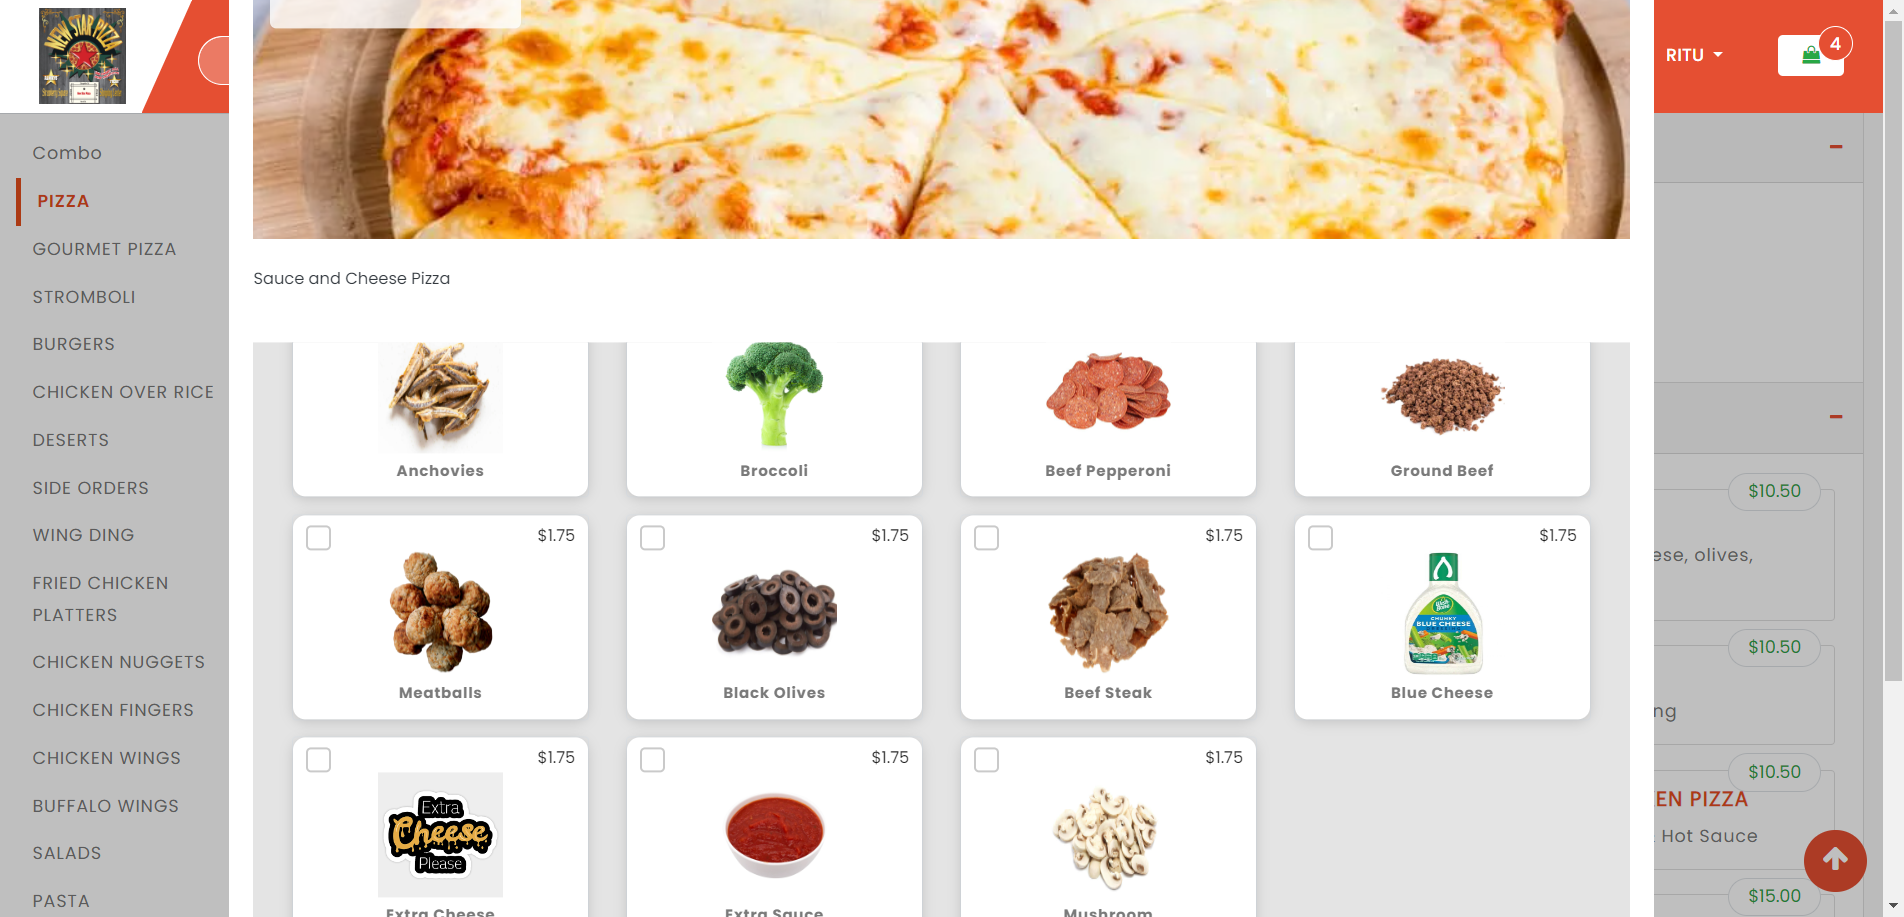 NEW STAR PIZZA
RITU
4
Combo
PIZZA
GOURMET PIZZA
STROMBOLI
BURGERS
CHICKEN OVER RICE
DESERTS
SIDE ORDERS
WING DING
FRIED CHICKEN
PLATTERS
CHICKEN NUGGETS
CHICKEN FINGERS
CHICKEN WINGS
BUFFALO WINGS
SALADS
PASTA
Sauce and Cheese Pizza
Anchovies
Broccoli
Beef Pepperoni
Ground Beef
$1.75
Meatballs
$1.75
Black Olives
$1.75
Beef Steak
$1.75
CHUNKY
BLUE CHEESE
Blue Cheese
$1.75
Extra
Cheese
Please
Extra Cheese
$1.75
Extra Sauce
$1.75
Mushroom
$10.50
ese, olives,
$10.50
ng
$10.50
EN PIZZA
Hot Sauce
$15.00